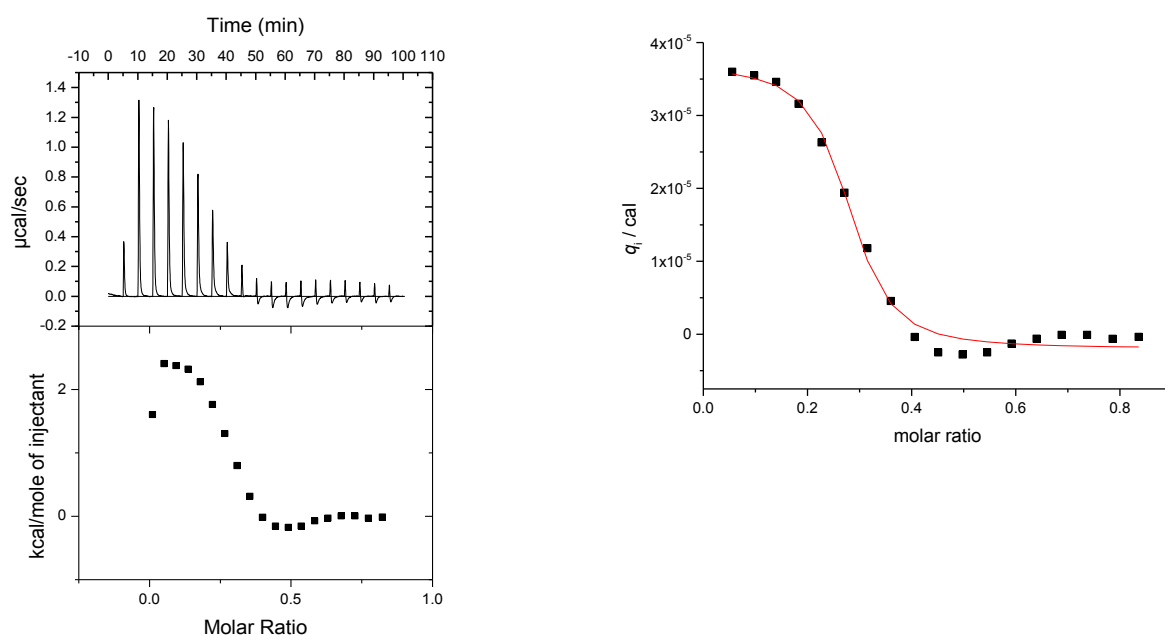 Time (min)
-10 0 10 20 30 40 50 60 70 80 90 100 110
1.4
1.2
1.0
0.8
0.6
0.4
0.2
0.0
-0.2
µcal/sec
2
0
kcal/mole of injectant
0.0 0.5 1.0
Molar Ratio
4x10⁻⁵
3x10⁻⁵
2x10⁻⁵
1x10⁻⁵
0
qᵢ / cal
0.0 0.2 0.4 0.6 0.8
molar ratio